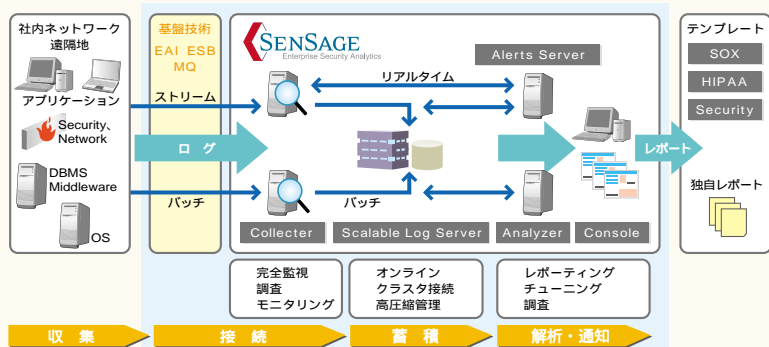 社内ネットワーク
遠隔地
アプリケーション
Security、
Network
DBMS
Middleware
OS
基盤技術
EAI ESB
MQ
ストリーム
ログ
バッチ
SENSAGE
Enterprise Security Analytics
Alerts Server
リアルタイム
バッチ
Collecter
Scalable Log Server
Analyzer
Console
レポート
テンプレート
SOX
HIPAA
Security
独自レポート
完全監視
調査
モニタリング
オンライン
クラスタ接続
高圧縮管理
レポーティング
チューニング
調査
収集
接続
蓄積
解析・通知